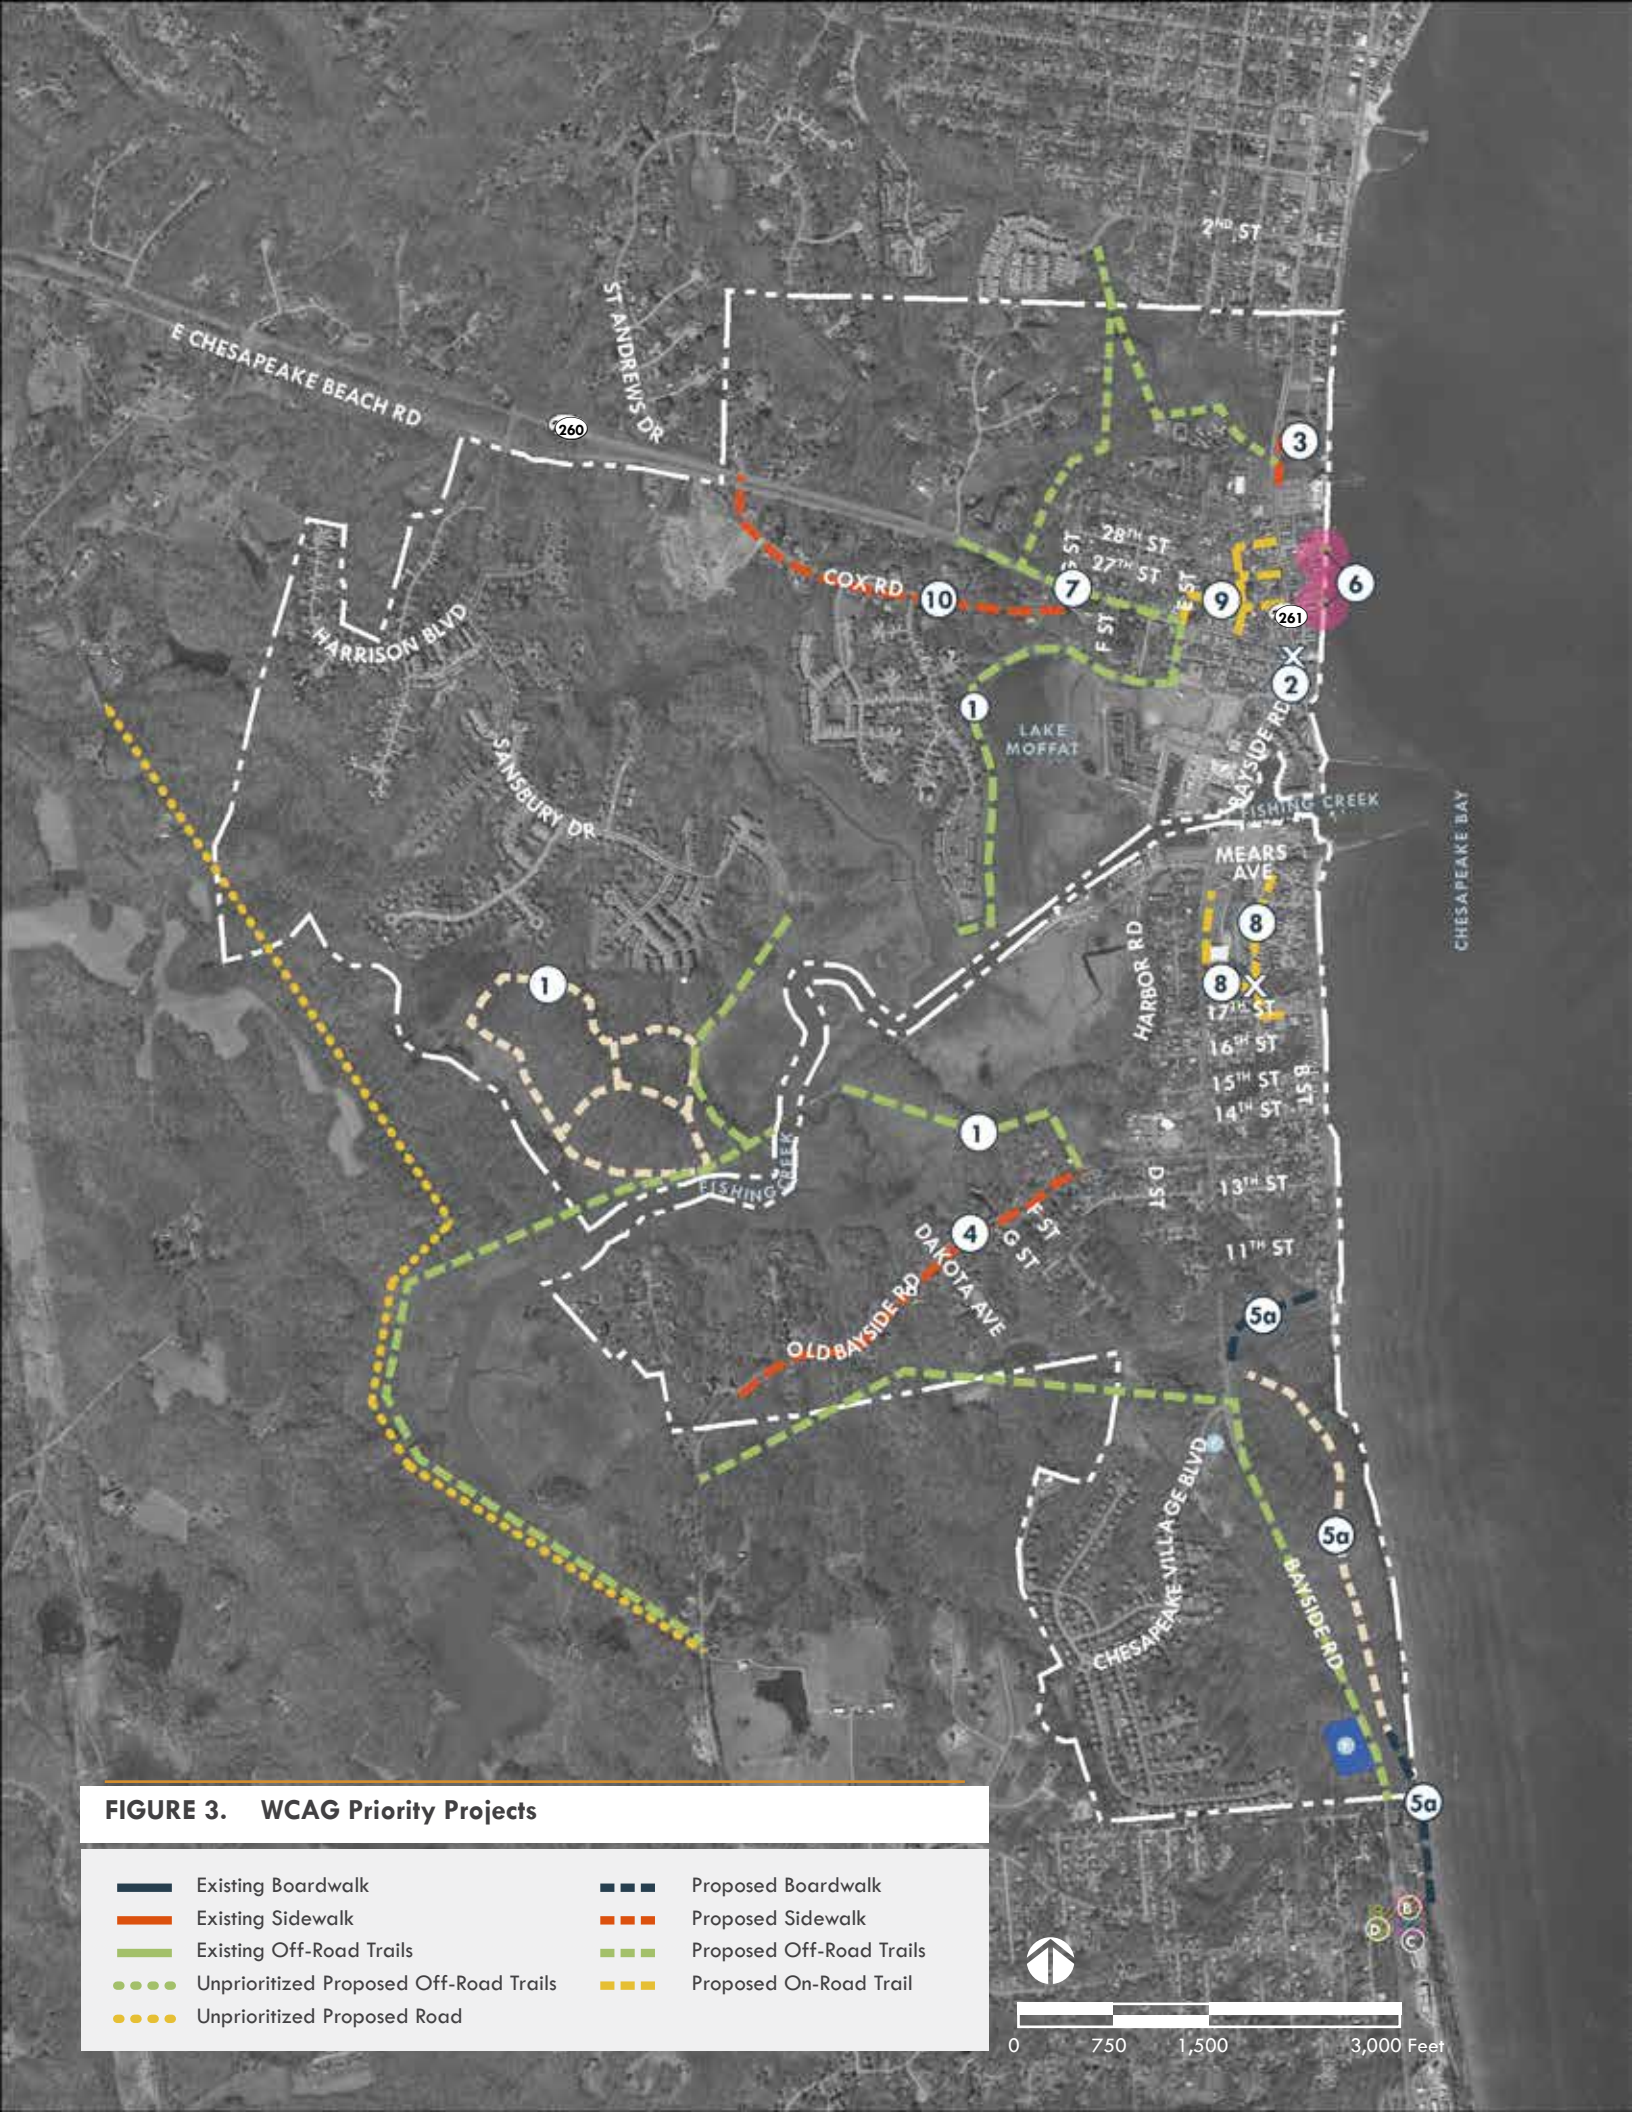 2ND ST
E CHESAPEAKE BEACH RD
260
ST ANDREWS DR
3
28TH ST
27TH ST
ST
E ST
F ST
COX RD
10
7
9
6
261
X
2
HARRISON BLVD
1
LAKE
MOFFAT
BAYSIDE RD
SANSBURY DR
FISHING CREEK
CHESAPEAKE BAY
MEARS
AVE
8
8
X
HARBOR RD
17TH ST
16TH ST
15TH ST
14TH ST
B ST
1
1
FISHING CREEK
D ST
13TH ST
11TH ST
4
F ST
G ST
DAKOTA AVE
OLD BAYSIDE RD
5a
5a
CHESAPEAKE VILLAGE BLVD
BAYSIDE RD
5a
B
D
C
FIGURE 3. WCAG Priority Projects
Existing Boardwalk
Existing Sidewalk
Existing Off-Road Trails
Unprioritized Proposed Off-Road Trails
Unprioritized Proposed Road
Proposed Boardwalk
Proposed Sidewalk
Proposed Off-Road Trails
Proposed On-Road Trail
0 750 1,500 3,000 Feet